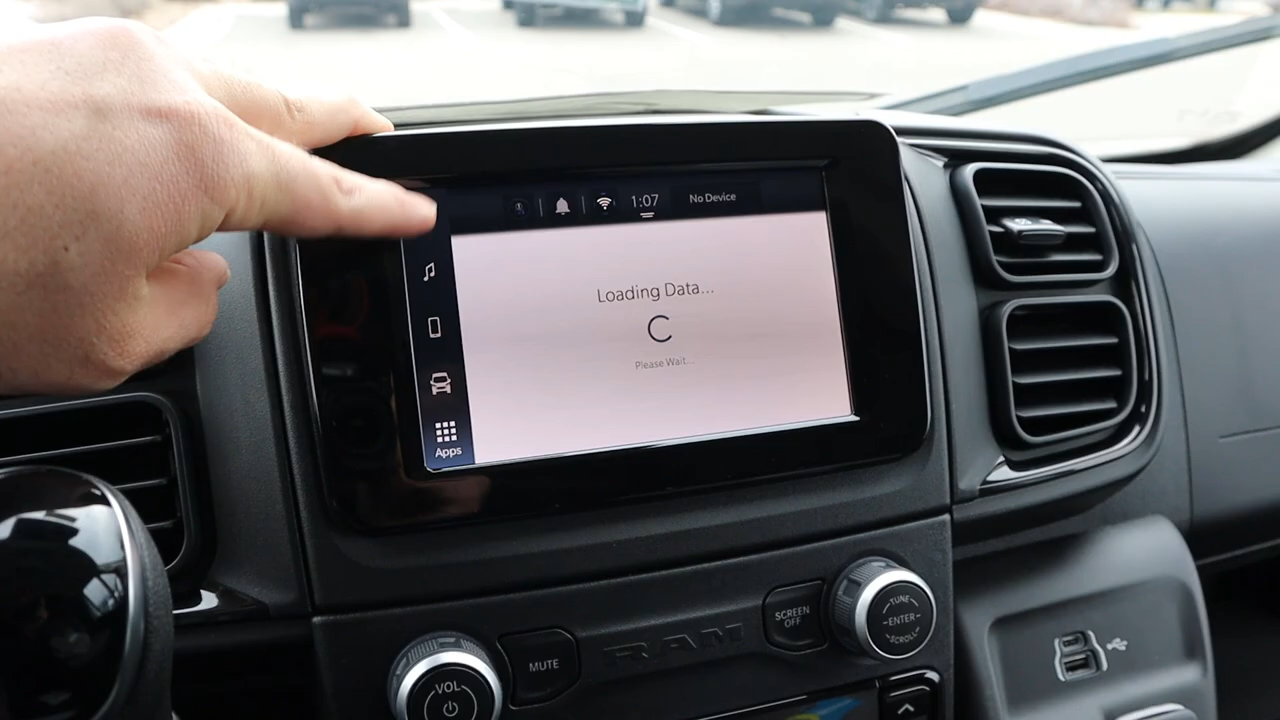 1:07
No Device
Loading Data...
Please Wait...
Apps
SCREEN
OFF
TUNE
ENTER
SCROLL
RAM
MUTE
VOL